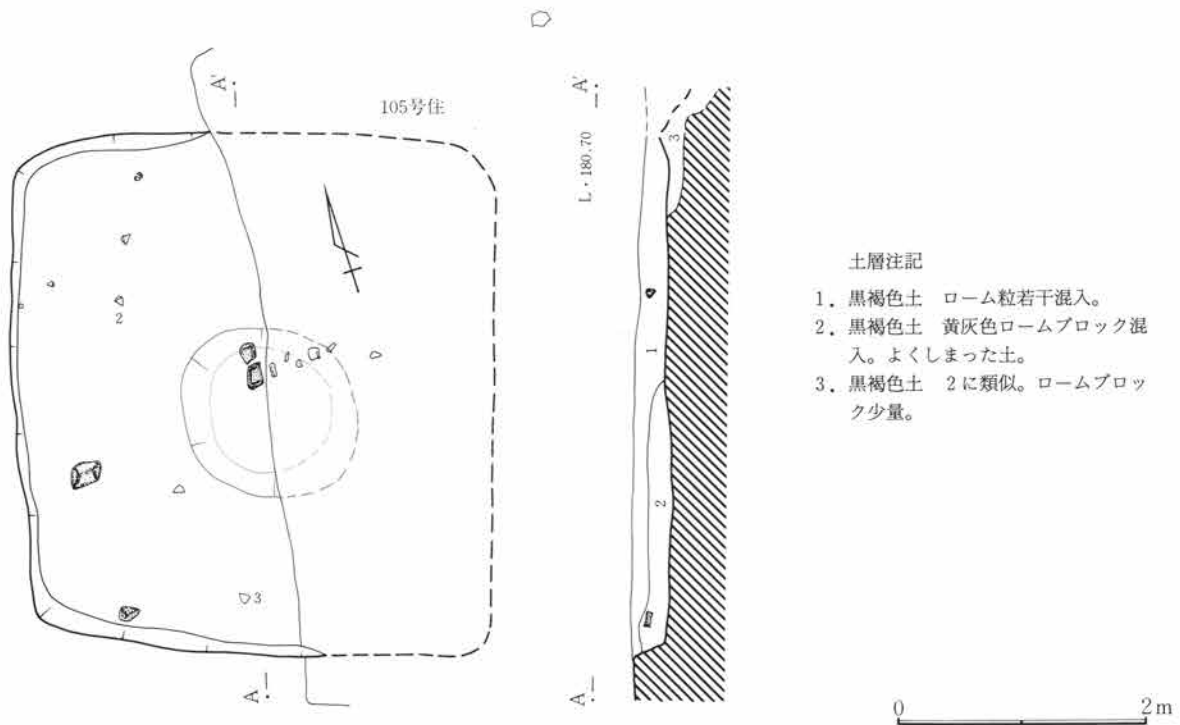 A'
105号住
2
3
A
A'
L・180.70
3
1
2
A
土層注記
1. 黒褐色土　ローム粒若干混入。
2. 黒褐色土　黄灰色ロームブロック混
入。よくしまった土。
3. 黒褐色土　2に類似。ロームブロッ
ク少量。
0 2m